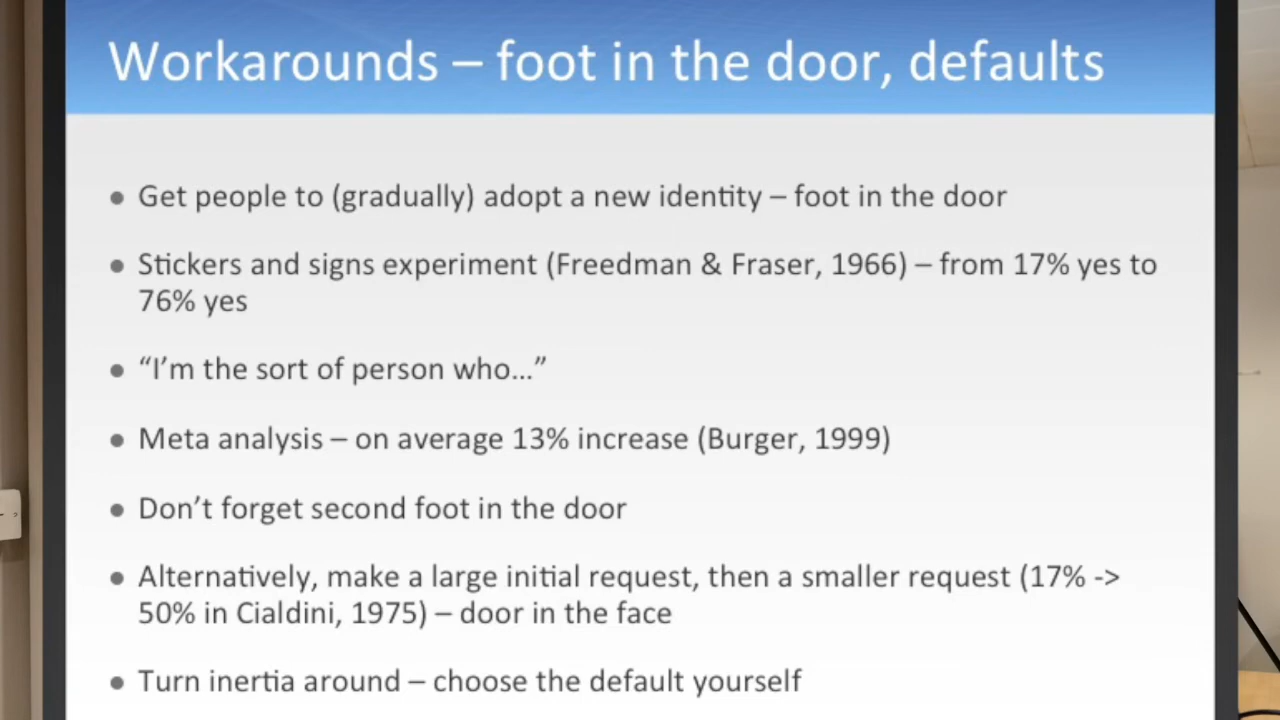 Workarounds – foot in the door, defaults
• Get people to (gradually) adopt a new identity – foot in the door
• Stickers and signs experiment (Freedman & Fraser, 1966) – from 17% yes to
76% yes
• “I’m the sort of person who...”
• Meta analysis – on average 13% increase (Burger, 1999)
• Don’t forget second foot in the door
• Alternatively, make a large initial request, then a smaller request (17% ->
50% in Cialdini, 1975) – door in the face
• Turn inertia around – choose the default yourself